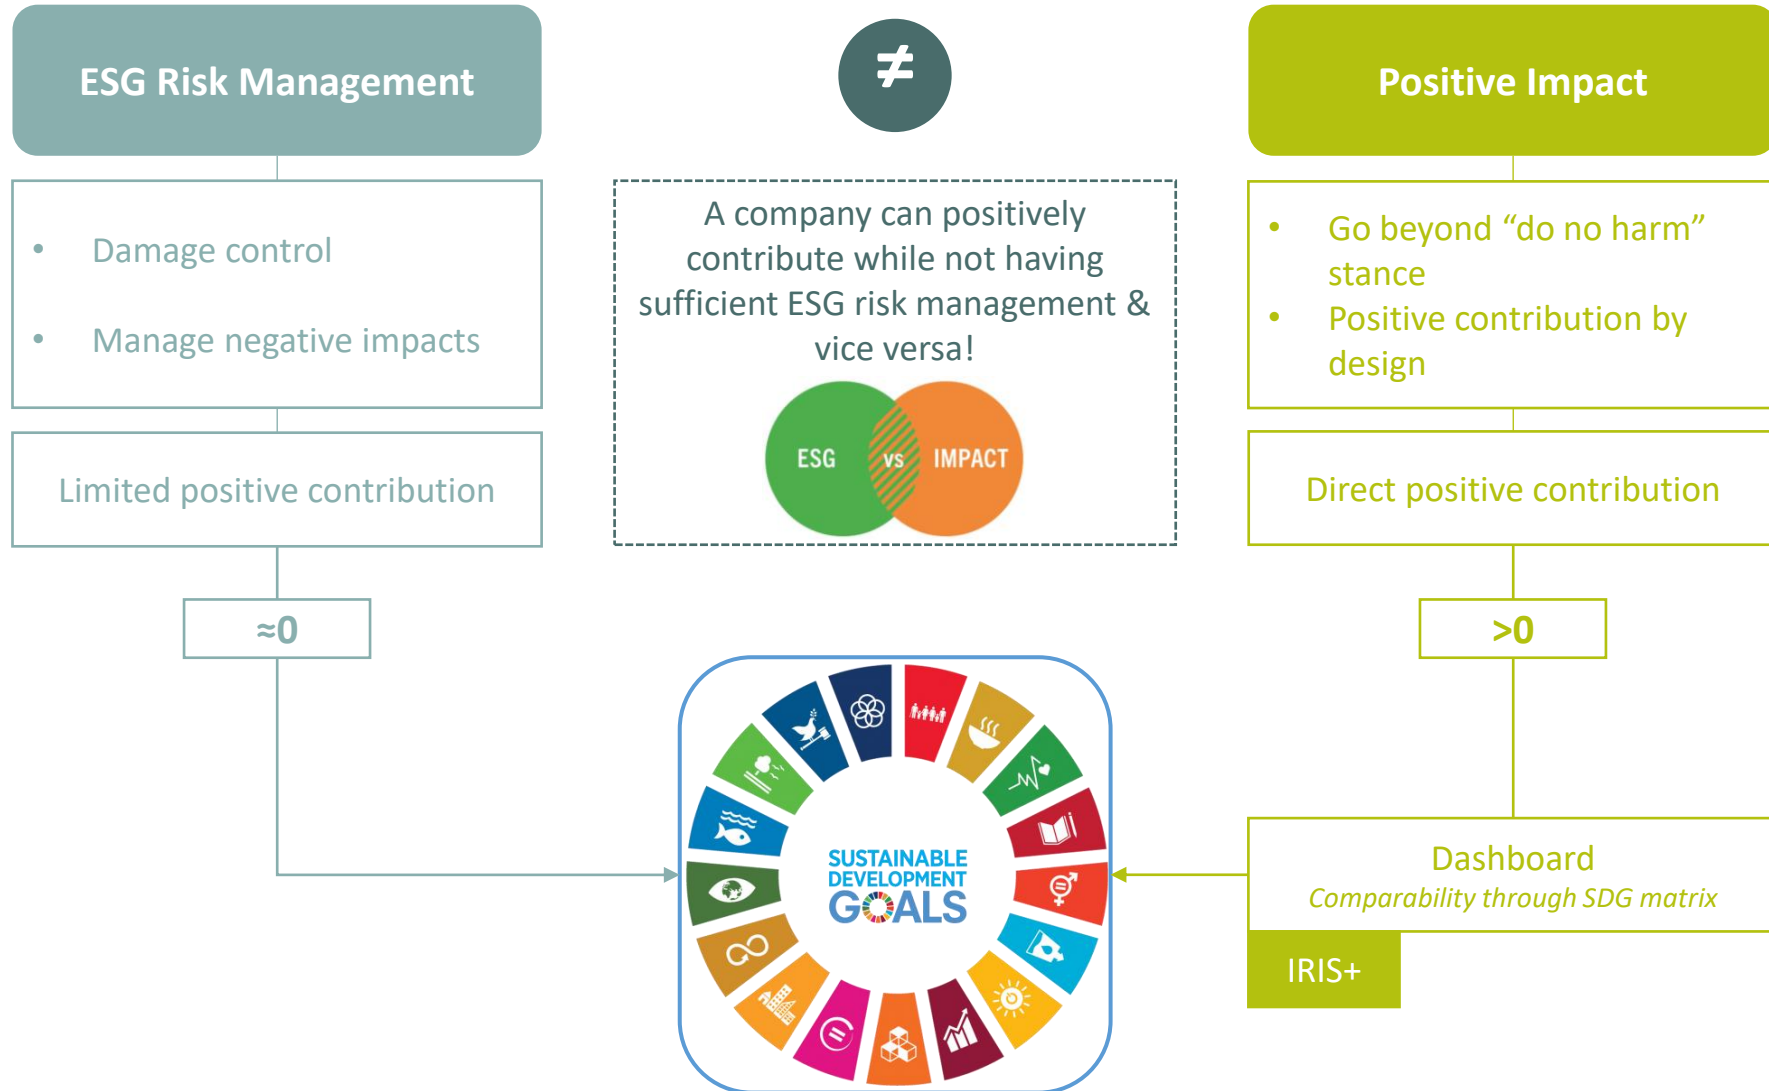 ESG Risk Management
• Damage control
• Manage negative impacts
Limited positive contribution
≈0
≠
A company can positively
contribute while not having
sufficient ESG risk management &
vice versa!
ESG
vs
IMPACT
Positive Impact
• Go beyond “do no harm”
stance
• Positive contribution by
design
Direct positive contribution
>0
SUSTAINABLE
DEVELOPMENT
GOALS
Dashboard
Comparability through SDG matrix
IRIS+